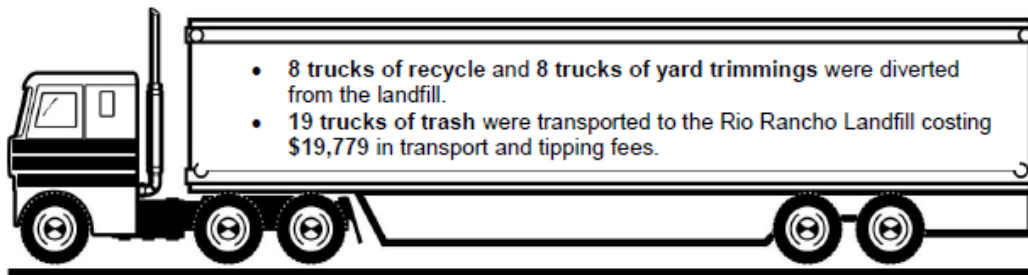 • 8 trucks of recycle and 8 trucks of yard trimmings were diverted
from the landfill.
• 19 trucks of trash were transported to the Rio Rancho Landfill costing
$19,779 in transport and tipping fees.